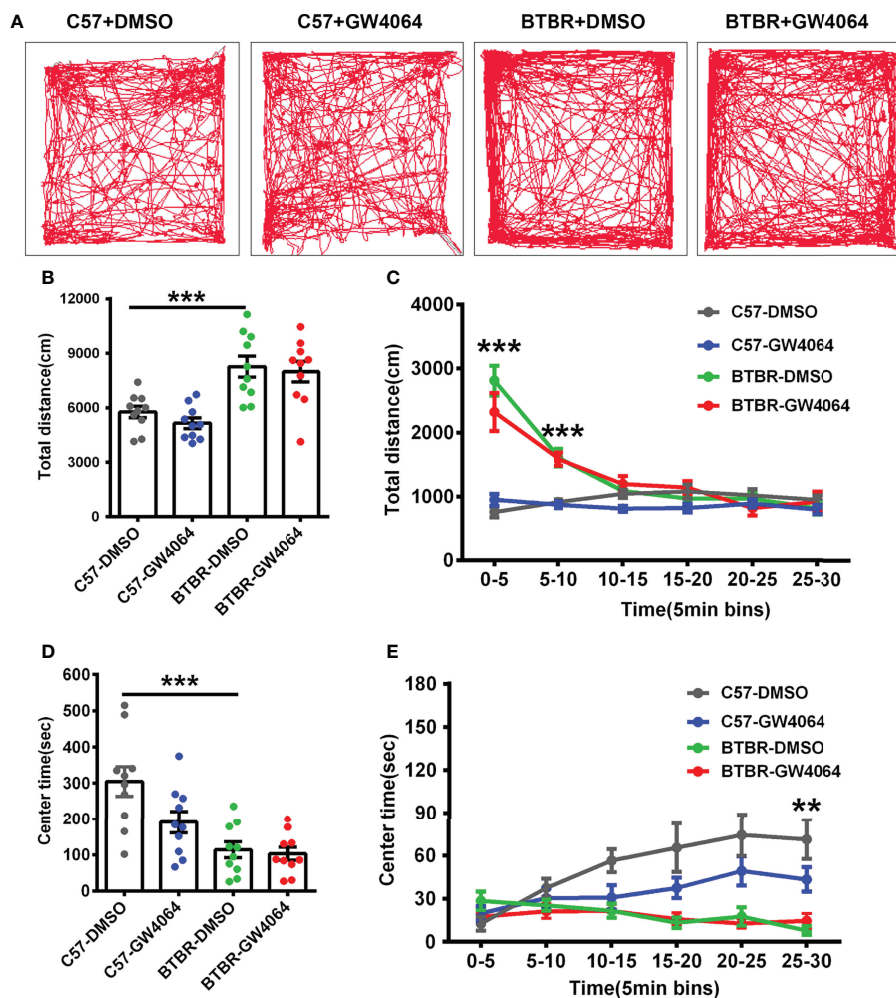 A
C57+DMSO
C57+GW4064
BTBR+DMSO
BTBR+GW4064
B
***
12000
9000
6000
3000
0
Total distance(cm)
C57-DMSO
C57-GW4064
BTBR-DMSO
BTBR-GW4064
C
4000
3000
2000
1000
0
Total distance(cm)
***
***
C57-DMSO
C57-GW4064
BTBR-DMSO
BTBR-GW4064
0-5
5-10
10-15
15-20
20-25
25-30
Time(5min bins)
D
***
600
500
400
300
200
100
0
Center time(sec)
C57-DMSO
C57-GW4064
BTBR-DMSO
BTBR-GW4064
E
180
150
120
90
60
30
0
Center time(sec)
C57-DMSO
C57-GW4064
BTBR-DMSO
BTBR-GW4064
**
0-5
5-10
10-15
15-20
20-25
25-30
Time(5min bins)